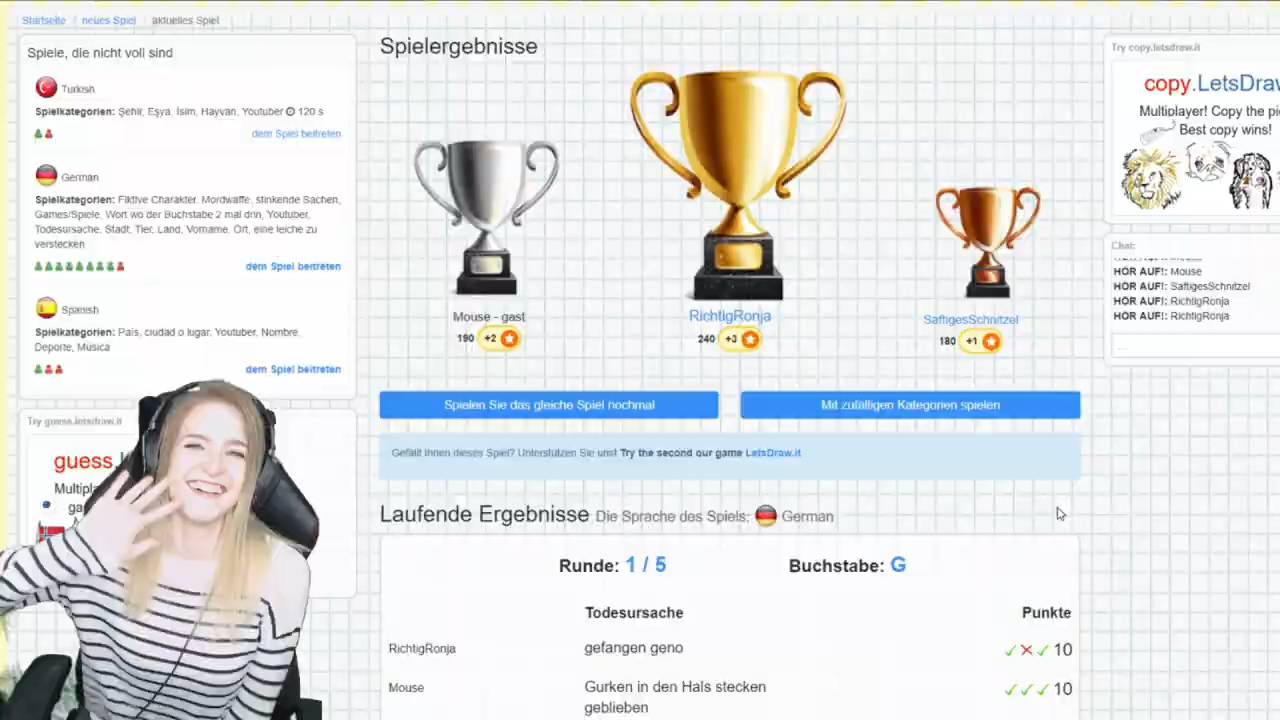 Startseite / neues Spiel / aktuelles Spiel
Spiele, die nicht voll sind
Turkish
Spielkategorien: Şehir, Eşya, İsim, Hayvan, Youtuber 120 s
dem Spiel beitreten
German
Spielkategorien: Fiktive Charakter, Mordwaffe, stinkende Sachen,
Games/Spiele, Wort wo der Buchstabe 2 mal drin, Youtuber,
Todesursache, Stadt, Tier, Land, Vorname, Ort, eine leiche zu
verstecken
dem Spiel beitreten
Spanish
Spielkategorien: País, ciudad o lugar, Youtuber, Nombre,
Deporte, Música
dem Spiel beitreten
Try guess.letsdraw.it
guess.
Spielergebnisse
Mouse - gast
190 +2
RichtigRonja
240 +3
SaftigesSchnitzel
180 +1
Spielen Sie das gleiche Spiel nochmal
Mit zufälligen Kategorien spielen
Gefällt Ihnen dieses Spiel? Unterstützen Sie uns! Try the second our game LetsDraw.it
Laufende Ergebnisse Die Sprache des Spiels: German
Runde: 1 / 5
Buchstabe: G
Todesursache
Punkte
RichtigRonja
gefangen geno
10
Mouse
Gurken in den Hals stecken
geblieben
10
Try copy.letsdraw.it
copy.LetsDraw
Multiplayer! Copy the pi
Best copy wins!
Chat:
HÖR AUF!: Mouse
HÖR AUF!: SaftigesSchnitzel
HÖR AUF!: RichtigRonja
HÖR AUF!: RichtigRonja